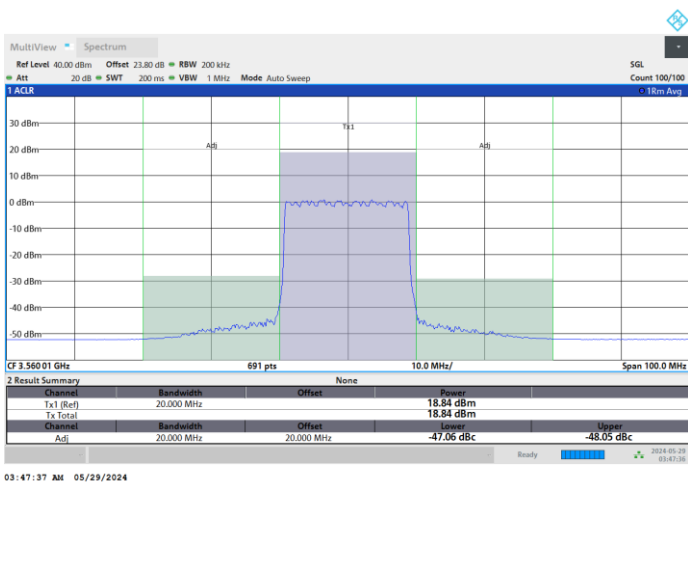 MultiView Spectrum
Ref Level 40.00 dBm Offset 23.80 dB RBW 200 kHz SGL
Att 20 dB SWT 200 ms VBW 1 MHz Mode Auto Sweep Count 100/100
1 ACLR 1Rm Avg
30 dBm
Tx1
20 dBm
Adj Adj
10 dBm
0 dBm
-10 dBm
-20 dBm
-30 dBm
-40 dBm
-50 dBm
CF 3.56001 GHz 691 pts 10.0 MHz/ Span 100.0 MHz
2 Result Summary None
Channel Bandwidth Offset Power
Tx1 (Ref) 20.000 MHz 18.84 dBm
Tx Total 18.84 dBm
Channel Bandwidth Offset Lower Upper
Adj 20.000 MHz 20.000 MHz -47.06 dBc -48.05 dBc
Ready 2024-05-29
03:47:36
03:47:37 AM 05/29/2024